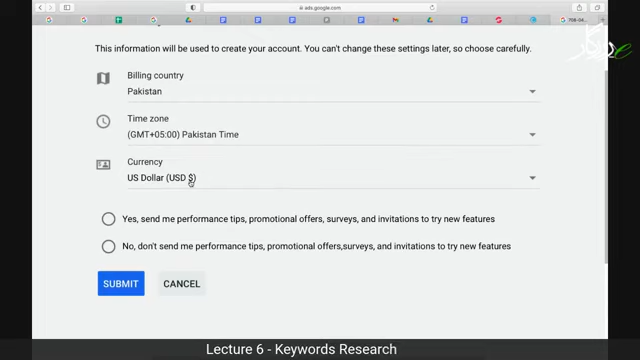 ads.google.com
758-04...
This information will be used to create your account. You can't change these settings later, so choose carefully.
Billing country
Pakistan
Time zone
(GMT+05:00) Pakistan Time
Currency
US Dollar (USD $)
Yes, send me performance tips, promotional offers, surveys, and invitations to try new features
No, don't send me performance tips, promotional offers,surveys, and invitations to try new features
SUBMIT
CANCEL
Lecture 6 - Keywords Research